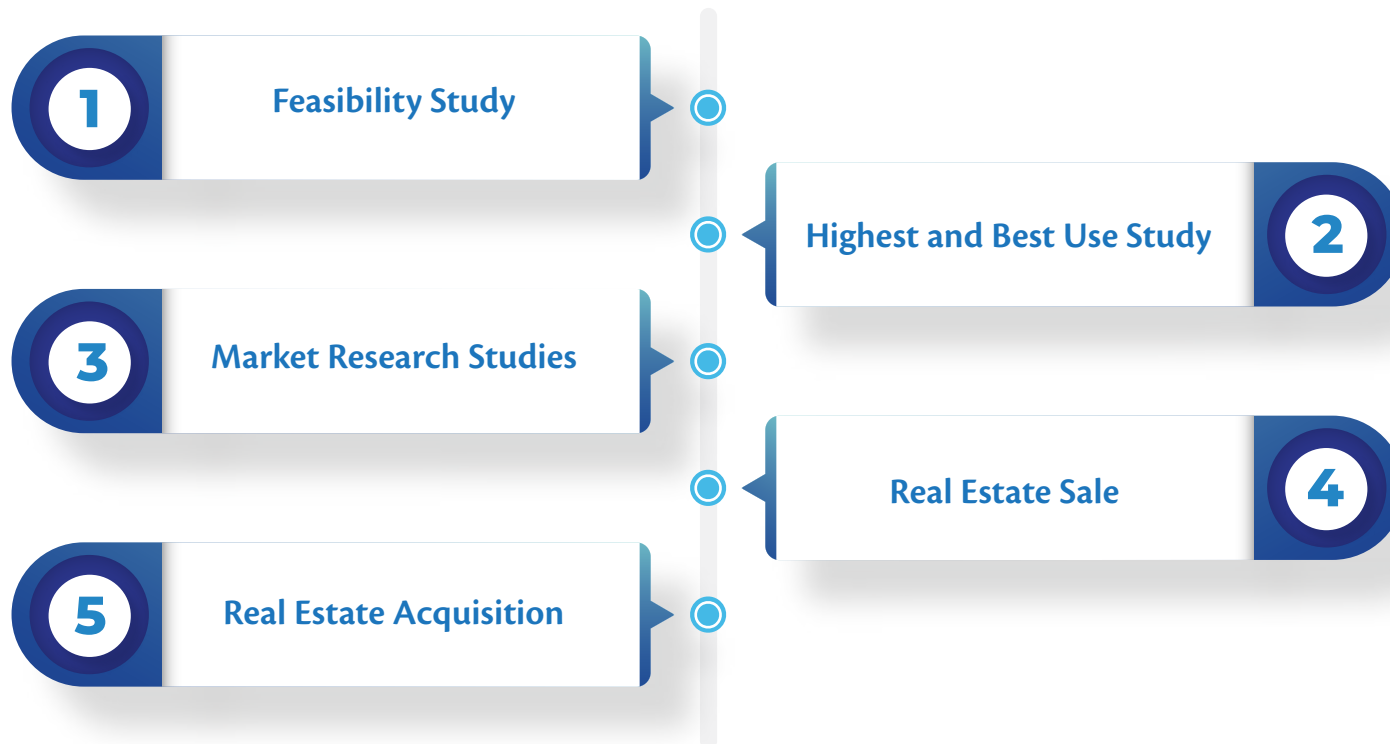 1
Feasibility Study
2
Highest and Best Use Study
3
Market Research Studies
4
Real Estate Sale
5
Real Estate Acquisition